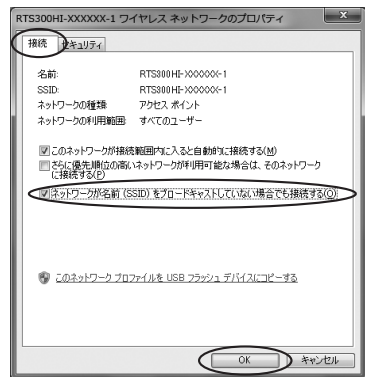 RTS300HI-XXXXXX-1 ワイヤレス ネットワークのプロパティ
接続 セキュリティ
名前: RTS300HI-XXXXXX-1
SSID: RTS300HI-XXXXXX-1
ネットワークの種類: アクセス ポイント
ネットワークの利用範囲: すべてのユーザー
このネットワークが接続範囲内に入ると自動的に接続する(M)
さらに優先順位の高いネットワークが利用可能な場合は、そのネットワーク
に接続する(P)
ネットワークが名前 (SSID) をブロードキャストしていない場合でも接続する(O)
このネットワーク プロファイルを USB フラッシュ デバイスにコピーする
OK キャンセル